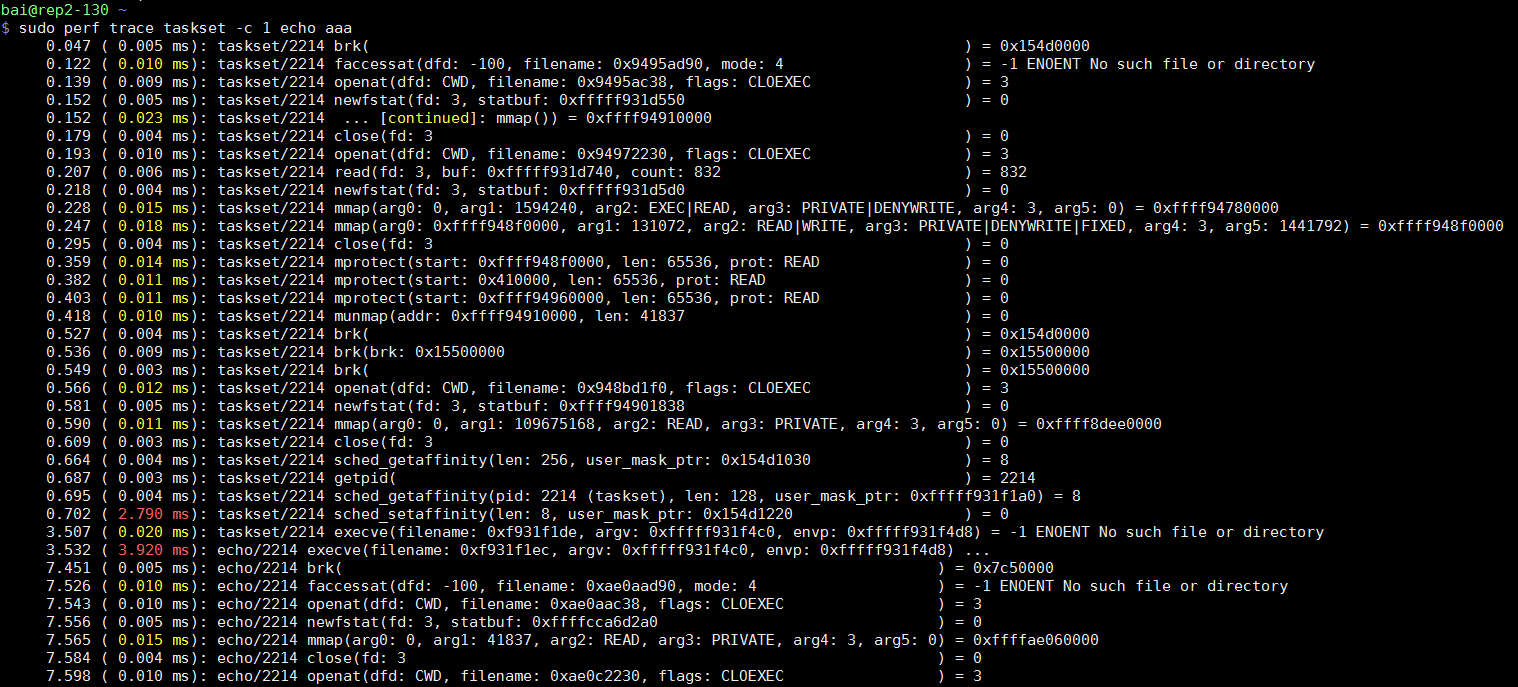 bai@rep2-130 ~
$ sudo perf trace taskset -c 1 echo aaa
0.047 ( 0.005 ms): taskset/2214 brk( ) = 0x154d0000
0.122 ( 0.010 ms): taskset/2214 faccessat(dfd: -100, filename: 0x9495ad90, mode: 4 ) = -1 ENOENT No such file or directory
0.139 ( 0.009 ms): taskset/2214 openat(dfd: CWD, filename: 0x9495ac38, flags: CLOEXEC ) = 3
0.152 ( 0.005 ms): taskset/2214 newfstat(fd: 3, statbuf: 0xfffff931d550 ) = 0
0.152 ( 0.023 ms): taskset/2214 ... [continued]: mmap()) = 0xffff94910000
0.179 ( 0.004 ms): taskset/2214 close(fd: 3 ) = 0
0.193 ( 0.010 ms): taskset/2214 openat(dfd: CWD, filename: 0x94972230, flags: CLOEXEC ) = 3
0.207 ( 0.006 ms): taskset/2214 read(fd: 3, buf: 0xfffff931d740, count: 832 ) = 832
0.218 ( 0.004 ms): taskset/2214 newfstat(fd: 3, statbuf: 0xfffff931d5d0 ) = 0
0.228 ( 0.015 ms): taskset/2214 mmap(arg0: 0, arg1: 1594240, arg2: EXEC|READ, arg3: PRIVATE|DENYWRITE, arg4: 3, arg5: 0) = 0xffff94780000
0.247 ( 0.018 ms): taskset/2214 mmap(arg0: 0xffff948f0000, arg1: 131072, arg2: READ|WRITE, arg3: PRIVATE|DENYWRITE|FIXED, arg4: 3, arg5: 1441792) = 0xffff948f0000
0.295 ( 0.004 ms): taskset/2214 close(fd: 3 ) = 0
0.359 ( 0.014 ms): taskset/2214 mprotect(start: 0xffff948f0000, len: 65536, prot: READ ) = 0
0.382 ( 0.011 ms): taskset/2214 mprotect(start: 0x410000, len: 65536, prot: READ ) = 0
0.403 ( 0.011 ms): taskset/2214 mprotect(start: 0xffff94960000, len: 65536, prot: READ ) = 0
0.418 ( 0.010 ms): taskset/2214 munmap(addr: 0xffff94910000, len: 41837 ) = 0
0.527 ( 0.004 ms): taskset/2214 brk( ) = 0x154d0000
0.536 ( 0.009 ms): taskset/2214 brk(brk: 0x15500000 ) = 0x15500000
0.549 ( 0.003 ms): taskset/2214 brk( ) = 0x15500000
0.566 ( 0.012 ms): taskset/2214 openat(dfd: CWD, filename: 0x948bd1f0, flags: CLOEXEC ) = 3
0.581 ( 0.005 ms): taskset/2214 newfstat(fd: 3, statbuf: 0xffff94901838 ) = 0
0.590 ( 0.011 ms): taskset/2214 mmap(arg0: 0, arg1: 109675168, arg2: READ, arg3: PRIVATE, arg4: 3, arg5: 0) = 0xffff8dee0000
0.609 ( 0.003 ms): taskset/2214 close(fd: 3 ) = 0
0.664 ( 0.004 ms): taskset/2214 sched_getaffinity(len: 256, user_mask_ptr: 0x154d1030 ) = 8
0.687 ( 0.003 ms): taskset/2214 getpid( ) = 2214
0.695 ( 0.004 ms): taskset/2214 sched_getaffinity(pid: 2214 (taskset), len: 128, user_mask_ptr: 0xfffff931f1a0) = 8
0.702 ( 2.790 ms): taskset/2214 sched_setaffinity(len: 8, user_mask_ptr: 0x154d1220 ) = 0
3.507 ( 0.020 ms): taskset/2214 execve(filename: 0xf931f1de, argv: 0xfffff931f4c0, envp: 0xfffff931f4d8) = -1 ENOENT No such file or directory
3.532 ( 3.920 ms): echo/2214 execve(filename: 0xf931f1ec, argv: 0xfffff931f4c0, envp: 0xfffff931f4d8) ...
7.451 ( 0.005 ms): echo/2214 brk( ) = 0x7c50000
7.526 ( 0.010 ms): echo/2214 faccessat(dfd: -100, filename: 0xae0aad90, mode: 4 ) = -1 ENOENT No such file or directory
7.543 ( 0.010 ms): echo/2214 openat(dfd: CWD, filename: 0xae0aac38, flags: CLOEXEC ) = 3
7.556 ( 0.005 ms): echo/2214 newfstat(fd: 3, statbuf: 0xffffcca6d2a0 ) = 0
7.565 ( 0.015 ms): echo/2214 mmap(arg0: 0, arg1: 41837, arg2: READ, arg3: PRIVATE, arg4: 3, arg5: 0) = 0xffffae060000
7.584 ( 0.004 ms): echo/2214 close(fd: 3 ) = 0
7.598 ( 0.010 ms): echo/2214 openat(dfd: CWD, filename: 0xae0c2230, flags: CLOEXEC ) = 3